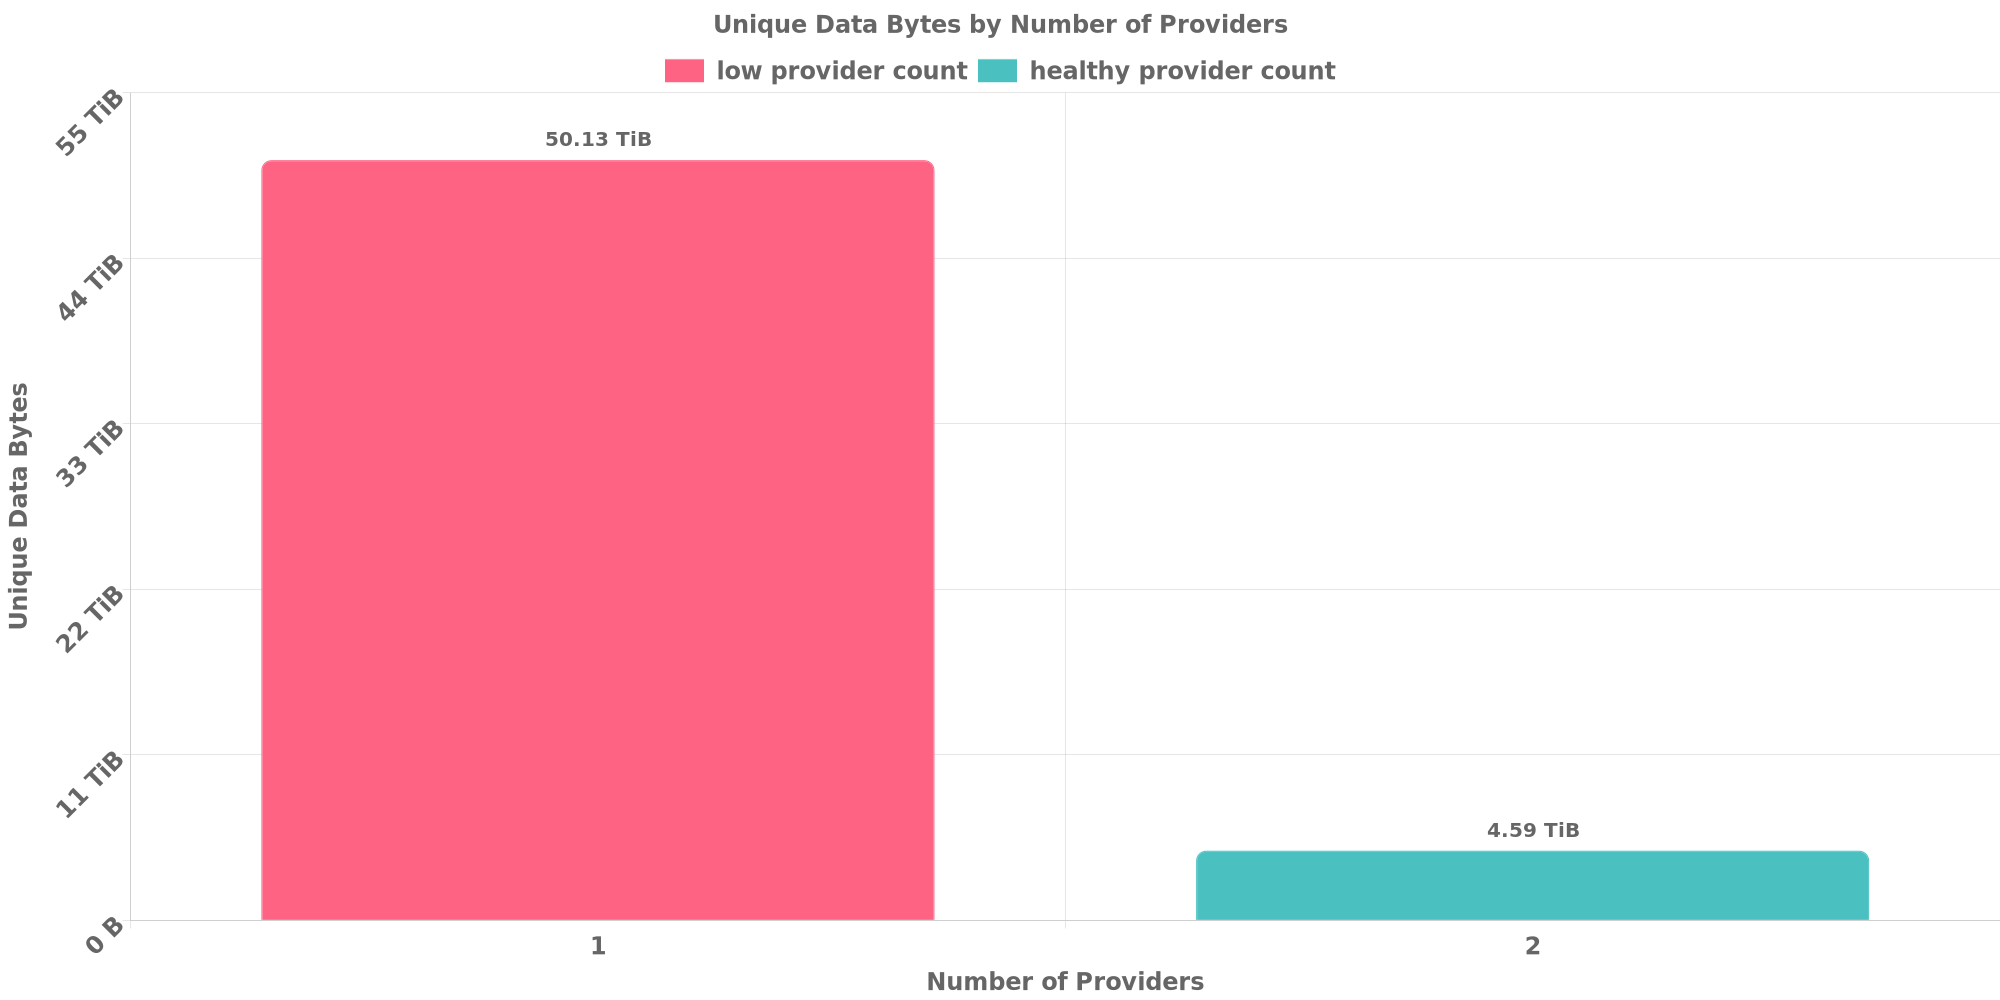 Unique Data Bytes by Number of Providers
low provider count healthy provider count
55 TiB
44 TiB
33 TiB
22 TiB
11 TiB
0 B
Unique Data Bytes
50.13 TiB
4.59 TiB
1 2
Number of Providers